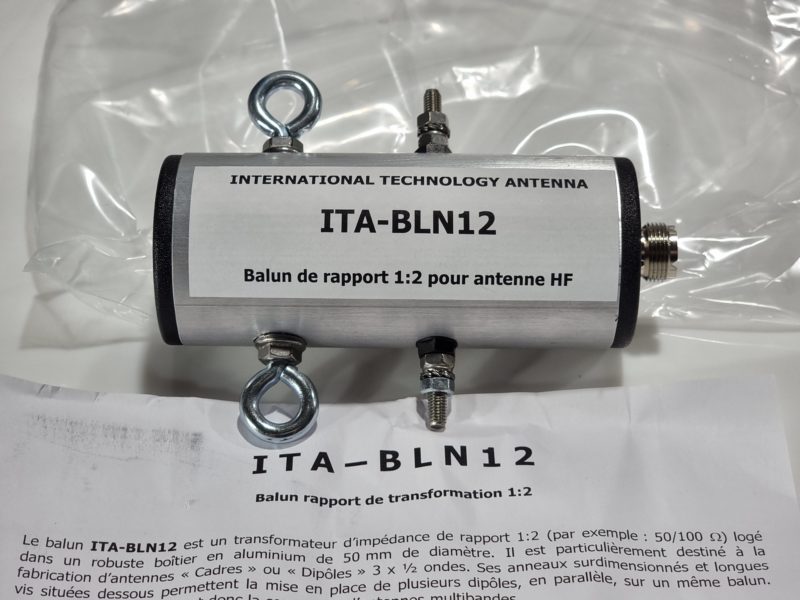 INTERNATIONAL TECHNOLOGY ANTENNA
ITA-BLN12
Balun de rapport 1:2 pour antenne HF
ITA–BLN12
Balun rapport de transformation 1:2
Le balun ITA-BLN12 est un transformateur d'impédance de rapport 1:2 (par exemple : 50/100 Ω) logé
dans un robuste boîtier en aluminium de 50 mm de diamètre. Il est particulièrement destiné à la
fabrication d'antennes « Cadres » ou « Dipôles » 3 x ½ ondes. Ses anneaux surdimensionnés et longues
vis situées dessous permettent la mise en place de plusieurs dipôles, en parallèle, sur un même balun.
multibandes